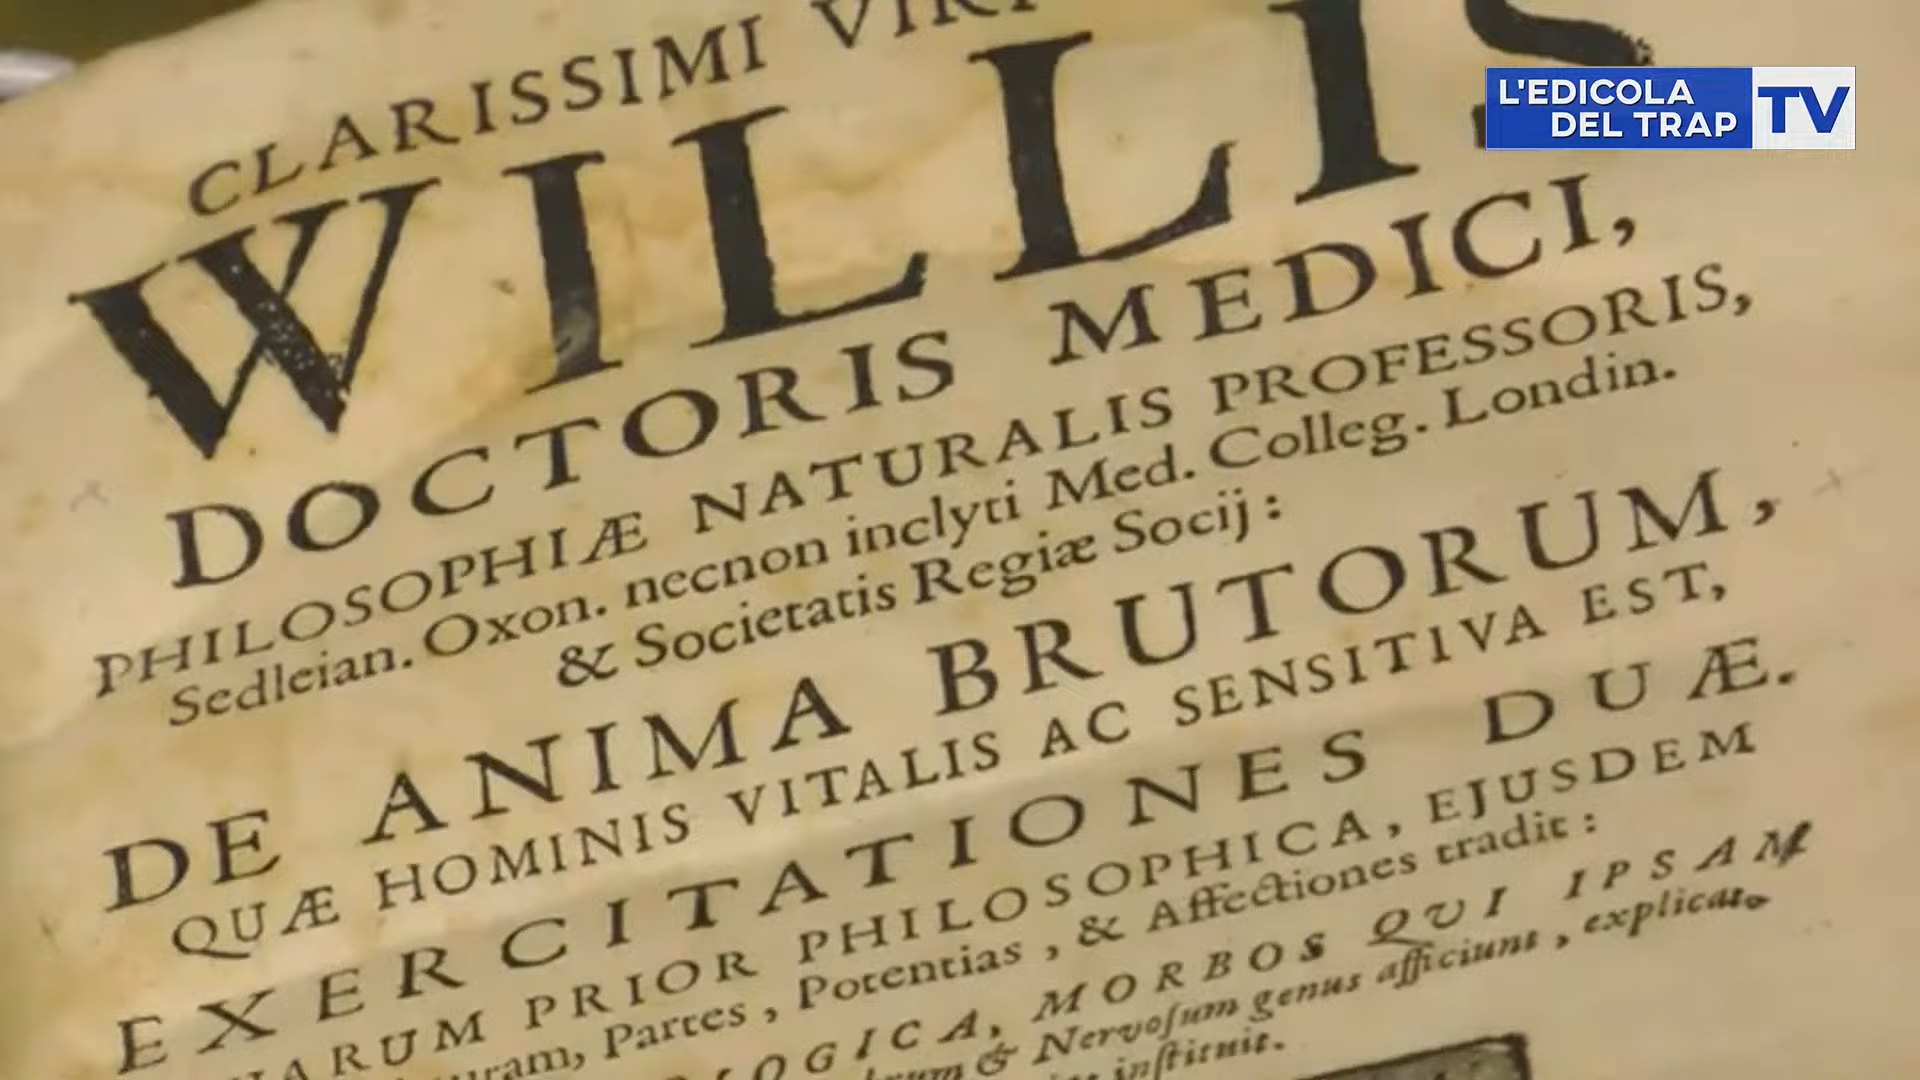 CLARISSIMI
WILLIS
DOCTORIS MEDICI,
PHILOSOPHIÆ NATURALIS PROFESSORIS,
Sedleian. Oxon. necnon inclyti Med. Colleg. Londin.
& Societatis Regiæ Socij:
DE ANIMA BRUTORUM,
QUÆ HOMINIS VITALIS AC SENSITIVA EST,
EXERCITATIONES DUÆ.
PRIOR PHILOSOPHICA, EJUSDEM
Partes, Potentias, & Affectiones tradit:
MORBOS QUI IPSAM
& Nervoſum genus afficiunt, explicat,
inſtituit.
L'EDICOLA
DEL TRAP
TV